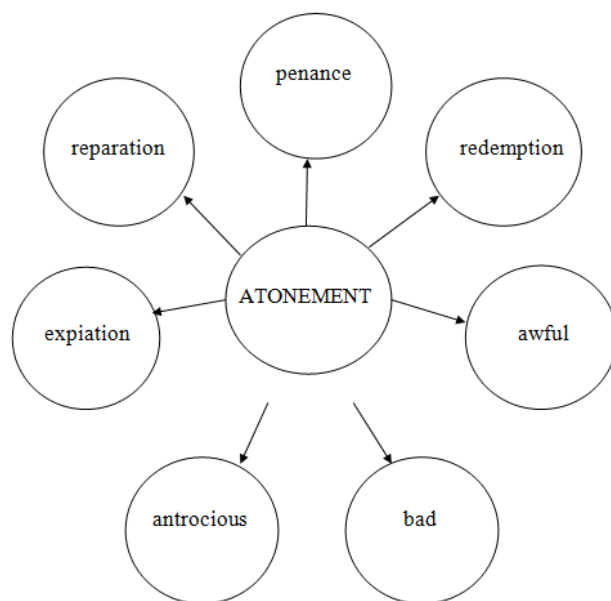 penance
reparation
redemption
ATONEMENT
expiation
awful
antrocious
bad